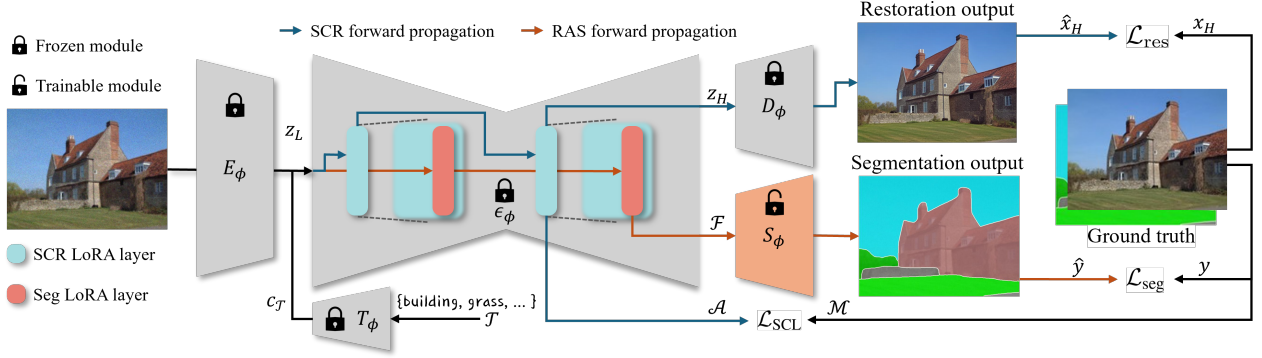 Frozen module
Trainable module
SCR forward propagation
RAS forward propagation
Restoration output
x̂_H
ℒ_res
x_H
z_L
E_ϕ
z_H
D_ϕ
ϵ_ϕ
Segmentation output
ℱ
S_ϕ
Ground truth
SCR LoRA layer
Seg LoRA layer
c_𝒯
{building, grass, ... }
𝒯
T_ϕ
ŷ
ℒ_seg
y
𝒜
ℒ_SCL
ℳ